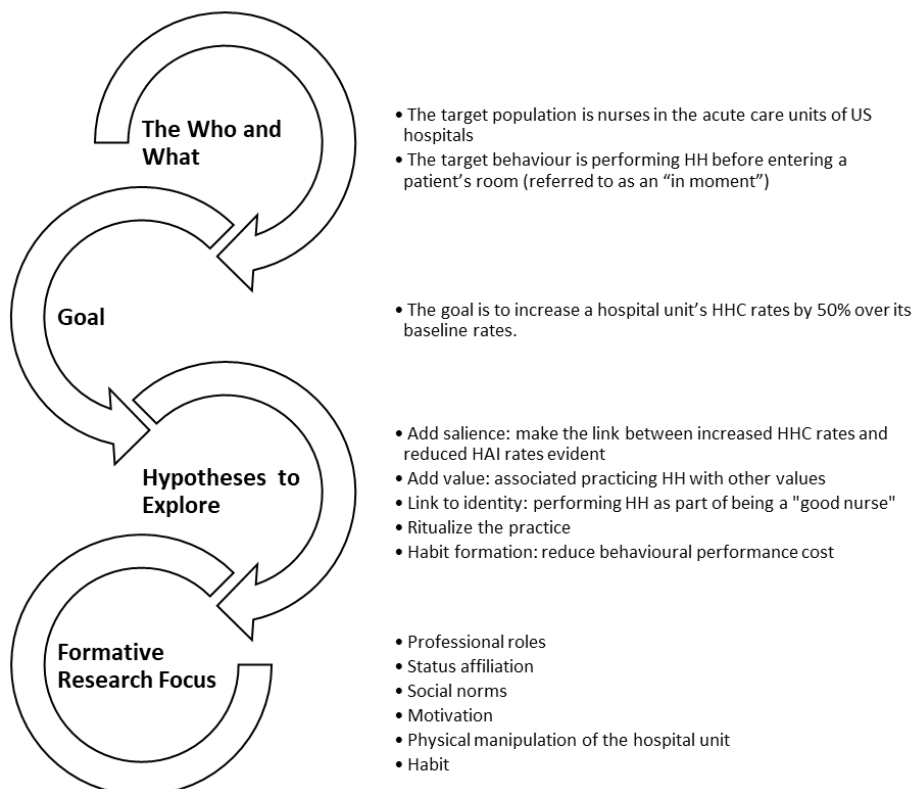 The Who and
What
• The target population is nurses in the acute care units of US
hospitals
• The target behaviour is performing HH before entering a
patient's room (referred to as an “in moment”)
Goal
• The goal is to increase a hospital unit's HHC rates by 50% over its
baseline rates.
Hypotheses to
Explore
• Add salience: make the link between increased HHC rates and
reduced HAI rates evident
• Add value: associated practicing HH with other values
• Link to identity: performing HH as part of being a "good nurse"
• Ritualize the practice
• Habit formation: reduce behavioural performance cost
Formative
Research Focus
• Professional roles
• Status affiliation
• Social norms
• Motivation
• Physical manipulation of the hospital unit
• Habit